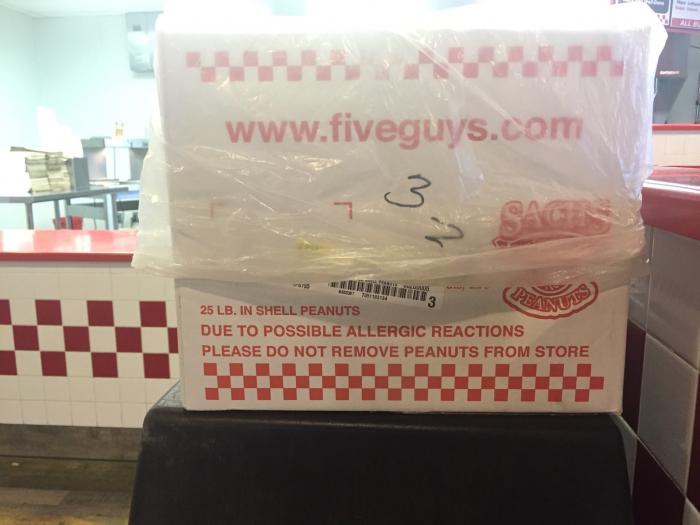 www.fiveguys.com
3
SACHS
PEANUTS
3
25 LB. IN SHELL PEANUTS
DUE TO POSSIBLE ALLERGIC REACTIONS
PLEASE DO NOT REMOVE PEANUTS FROM STORE